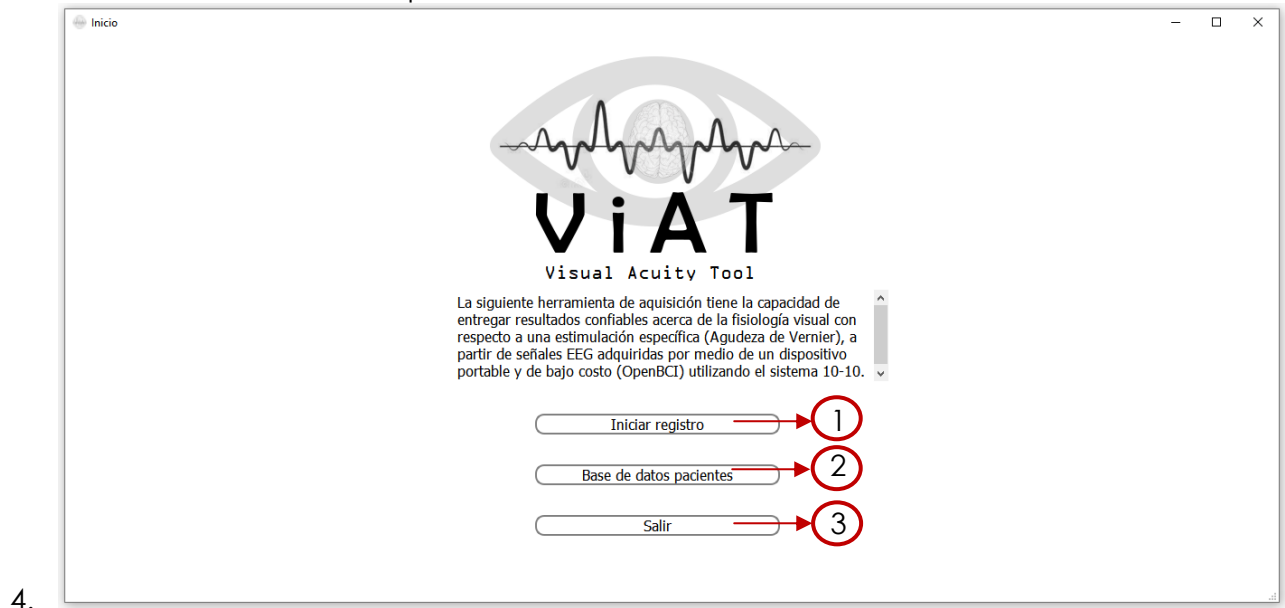 Inicio
ViAT
Visual Acuity Tool
La siguiente herramienta de aquisición tiene la capacidad de
entregar resultados confiables acerca de la fisiología visual con
respecto a una estimulación específica (Agudeza de Vernier), a
partir de señales EEG adquiridas por medio de un dispositivo
portable y de bajo costo (OpenBCI) utilizando el sistema 10-10.
Iniciar registro 1
Base de datos pacientes 2
Salir 3
4.